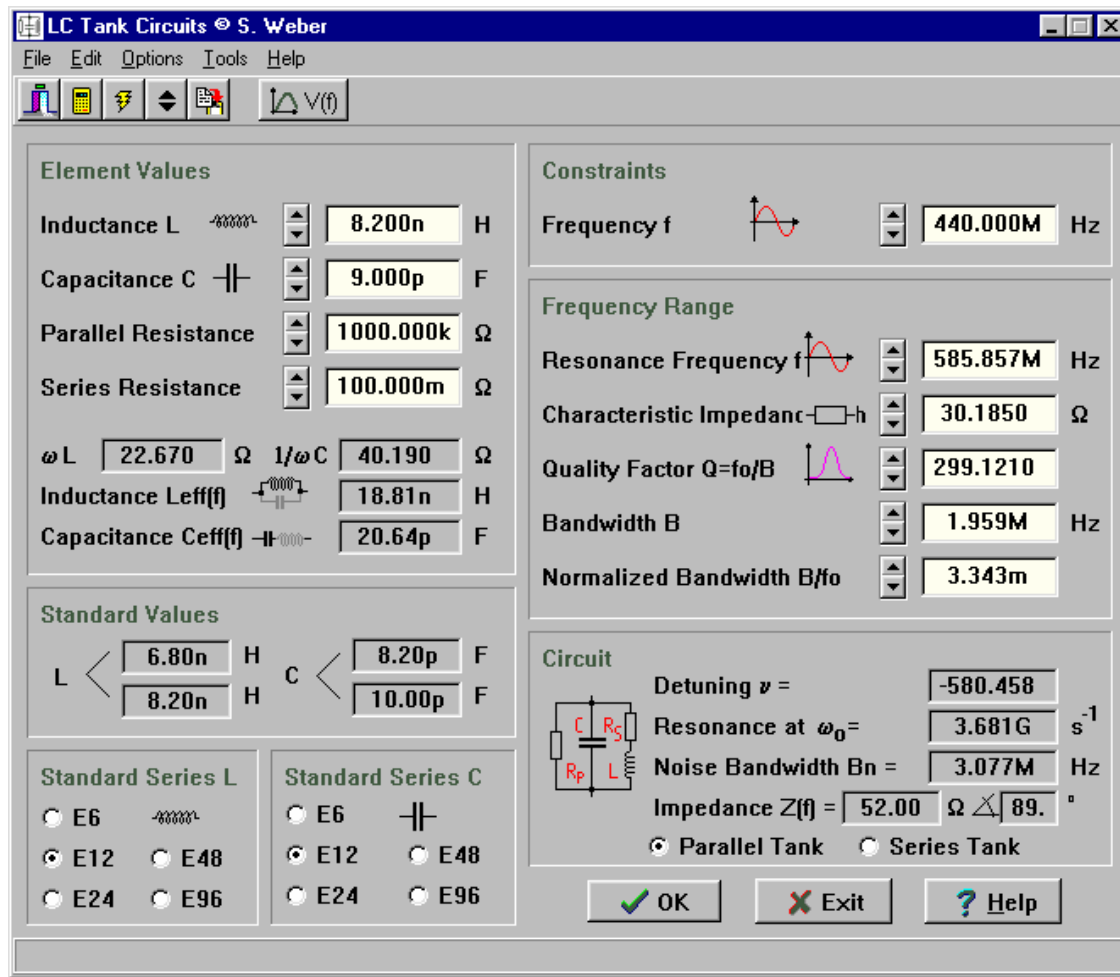 LC Tank Circuits © S. Weber
File Edit Options Tools Help
V(f)
Element Values
Inductance L 8.200n H
Capacitance C 9.000p F
Parallel Resistance 1000.000k Ω
Series Resistance 100.000m Ω
ωL 22.670 Ω 1/ωC 40.190 Ω
Inductance Leff(f) 18.81n H
Capacitance Ceff(f) 20.64p F
Standard Values
L 6.80n H 8.20n H
C 8.20p F 10.00p F
Standard Series L
E6
E12 E48
E24 E96
Standard Series C
E6
E12 E48
E24 E96
Constraints
Frequency f 440.000M Hz
Frequency Range
Resonance Frequency f 585.857M Hz
Characteristic Impedanc h 30.1850 Ω
Quality Factor Q=fo/B 299.1210
Bandwidth B 1.959M Hz
Normalized Bandwidth B/fo 3.343m
Circuit
C RS
Rp L
Detuning ν = -580.458
Resonance at ω0= 3.681G s-1
Noise Bandwidth Bn = 3.077M Hz
Impedance Z(f) = 52.00 Ω 89. °
Parallel Tank Series Tank
OK Exit Help